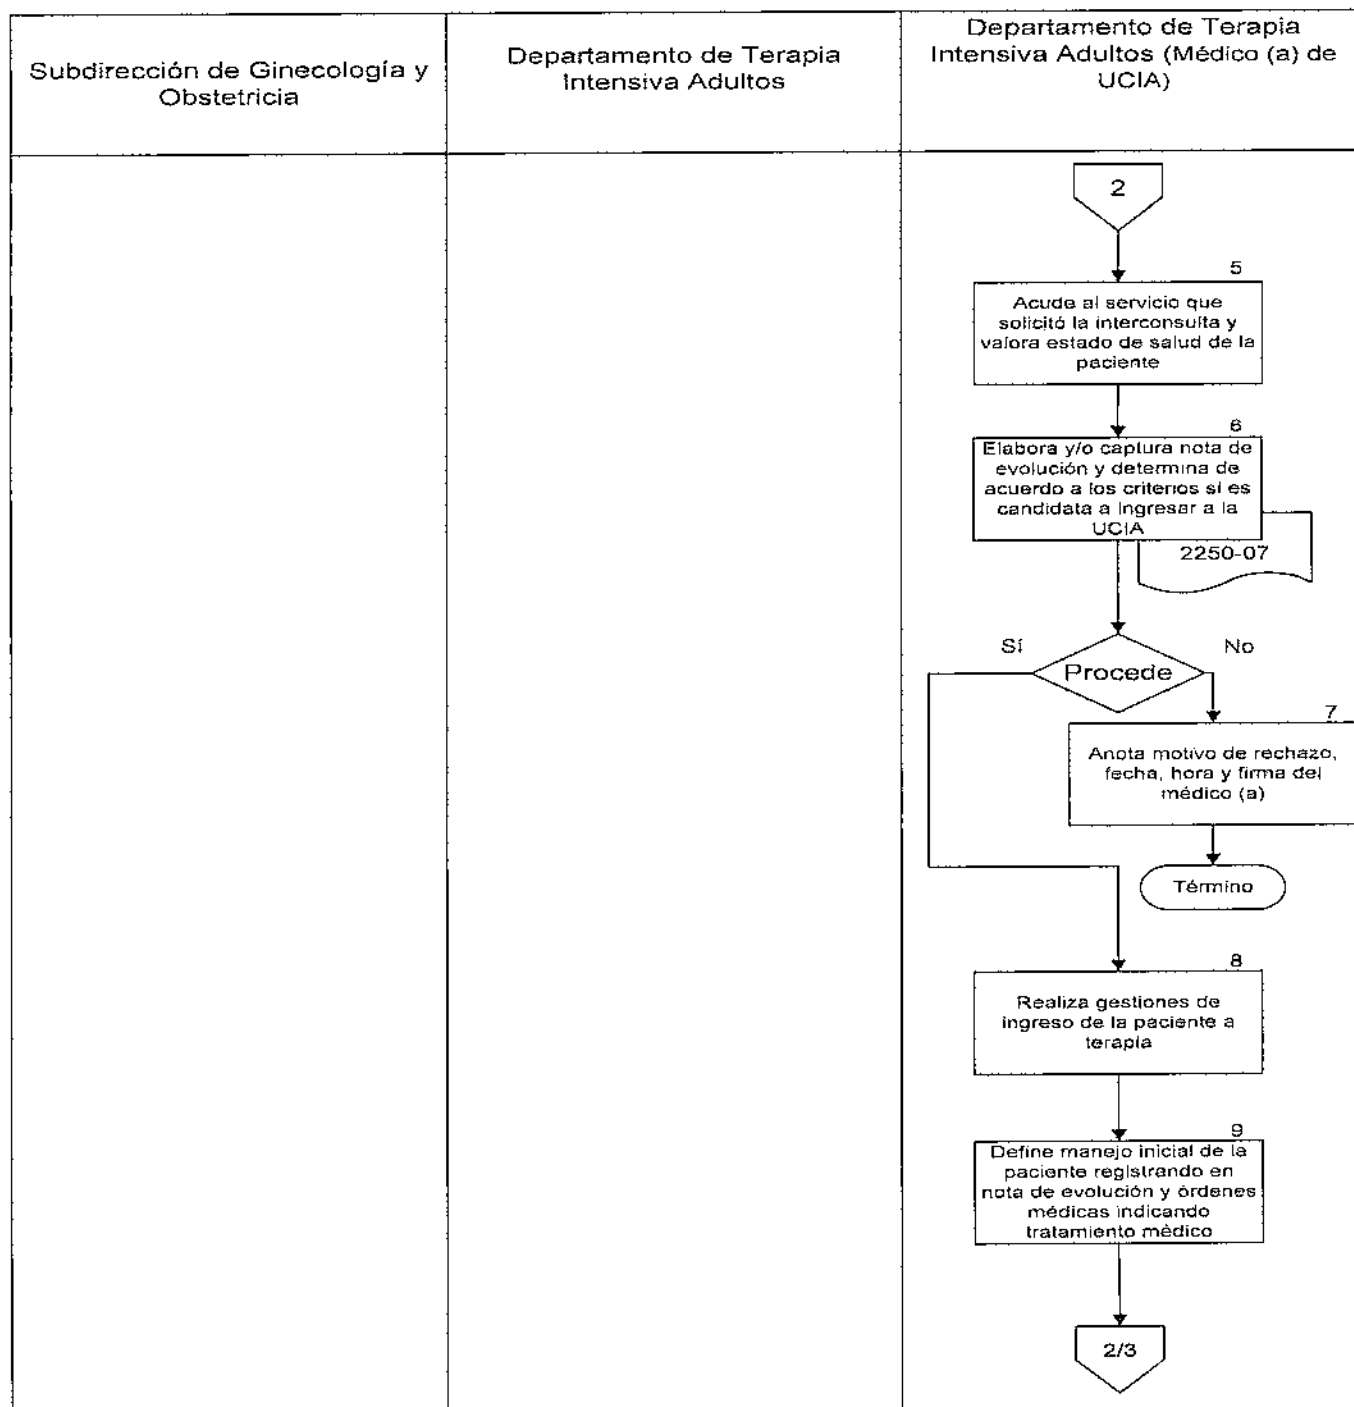 Subdirección de Ginecología y
Obstetricia
Departamento de Terapia
Intensiva Adultos
Departamento de Terapia
Intensiva Adultos (Médico (a) de
UCIA)
2
5
Acude al servicio que
solicitó la interconsulta y
valora estado de salud de la
paciente
6
Elabora y/o captura nota de
evolución y determina de
acuerdo a los criterios sí es
candidata a ingresar a la
UCIA
2250-07
Sí
No
Procede
7
Anota motivo de rechazo,
fecha, hora y firma del
médico (a)
Término
8
Realiza gestiones de
ingreso de la paciente a
terapia
9
Define manejo inicial de la
paciente registrando en
nota de evolución y órdenes
médicas indicando
tratamiento médico
2/3